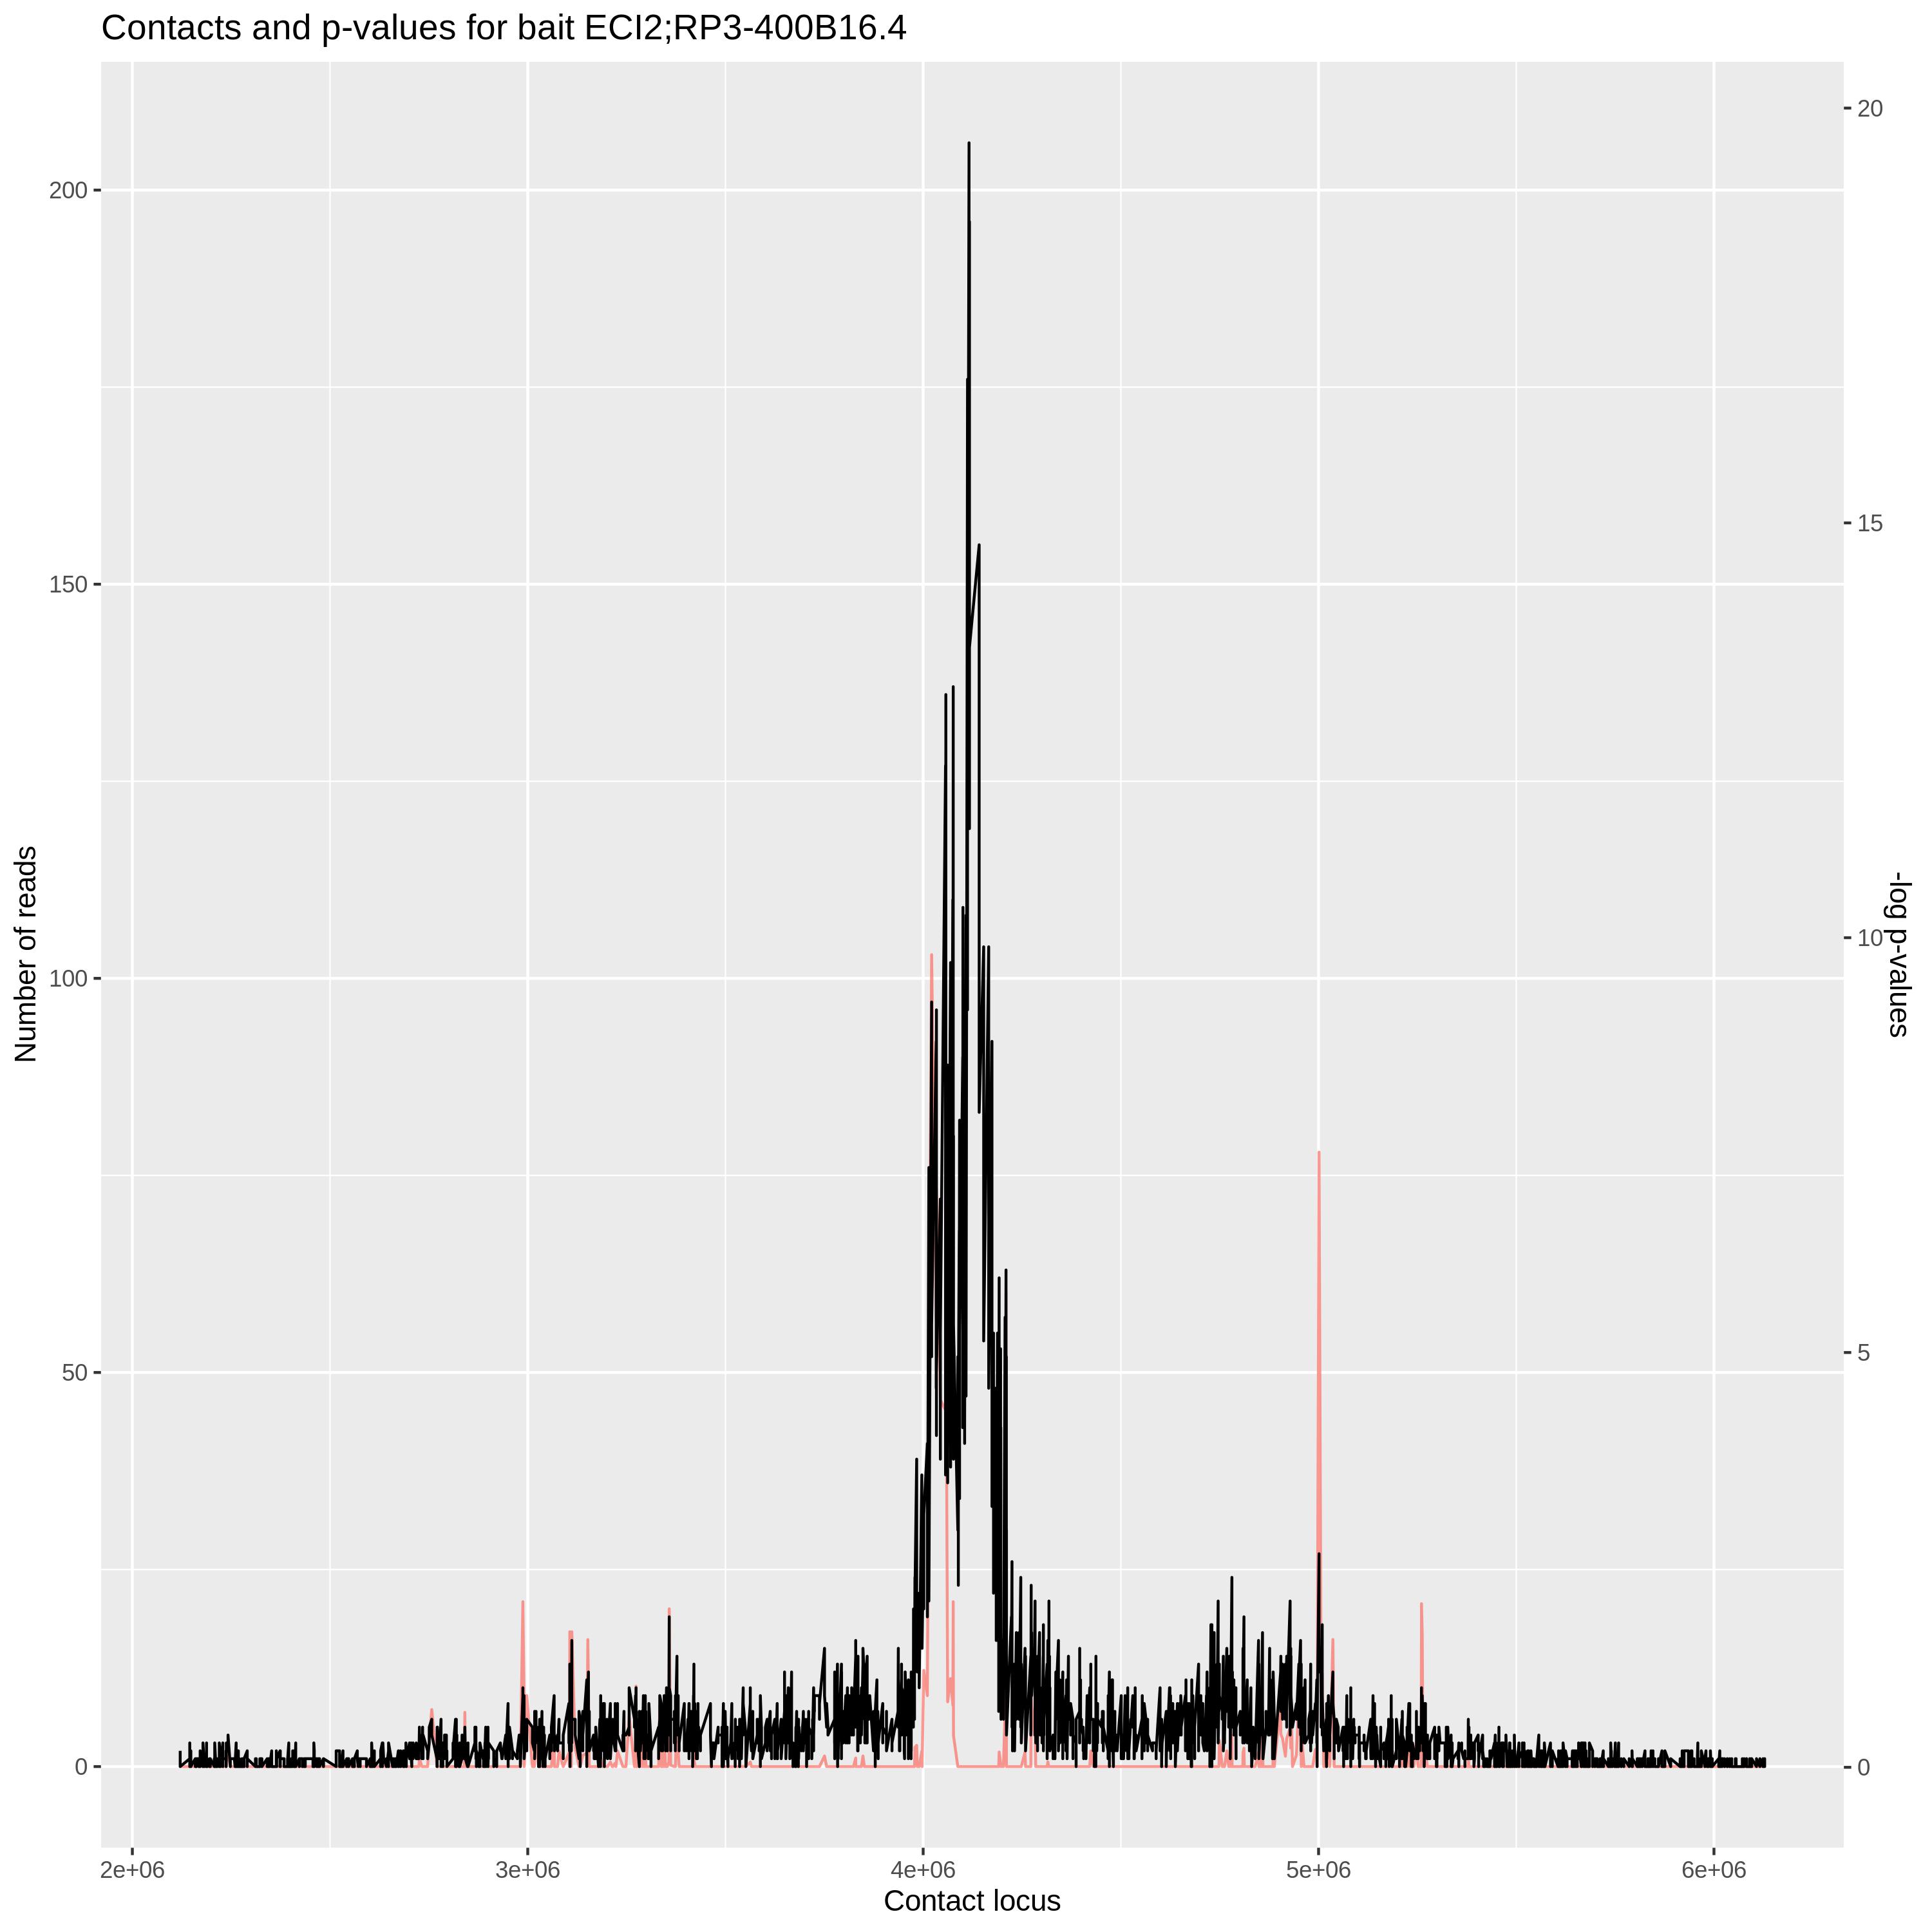 Contacts and p-values for bait ECI2;RP3-400B16.4
20
200
15
150
Number of reads
-log p-values
10
100
5
50
0
0
2e+06
3e+06
4e+06
5e+06
6e+06
Contact locus